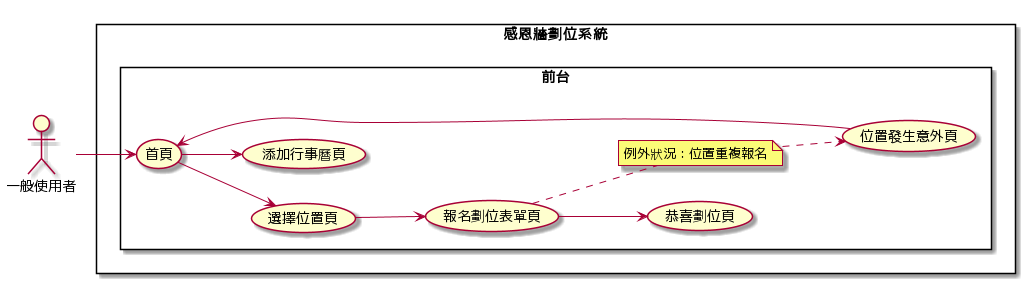 感恩牆劃位系統
前台
一般使用者
首頁
添加行事曆頁
選擇位置頁
報名劃位表單頁
例外狀況：位置重複報名
恭喜劃位頁
位置發生意外頁